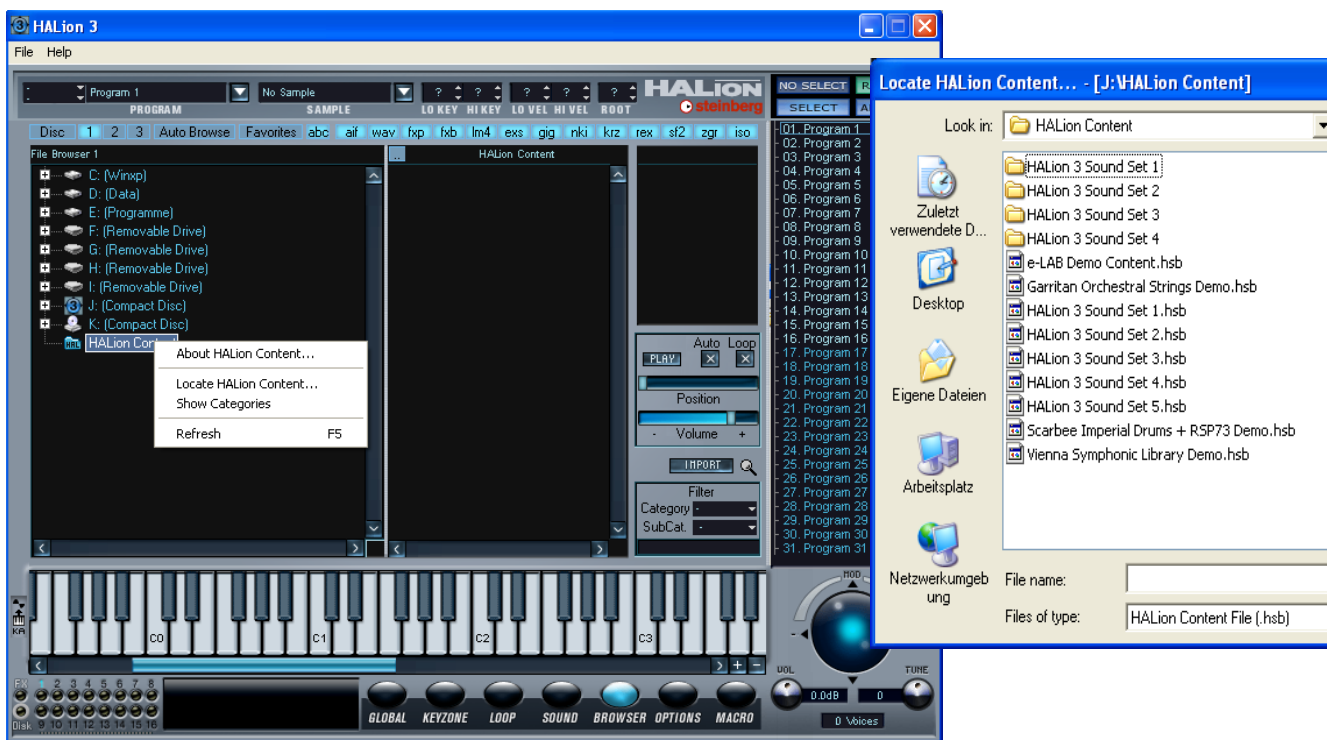 HALion 3
File Help
Program 1
PROGRAM
No Sample
SAMPLE
? ? ? ? ?
LO KEY HI KEY LO VEL HI VEL ROOT
HALION
steinberg
NO SELECT
SELECT
Disc 1 2 3 Auto Browse Favorites abc aif wav fxp fxb lm4 exs gig nki krz rex sf2 zgr iso
File Browser 1
C: (Winxp)
D: (Data)
E: (Programme)
F: (Removable Drive)
G: (Removable Drive)
H: (Removable Drive)
I: (Removable Drive)
J: (Compact Disc)
K: (Compact Disc)
HALion Con
About HALion Content...
Locate HALion Content...
Show Categories
Refresh F5
..
HALion Content
PLAY
Auto Loop
Position
- Volume +
IMPORT
Filter
Category -
SubCat. -
01. Program 1
02. Program 2
03. Program 3
04. Program 4
05. Program 5
06. Program 6
07. Program 7
08. Program 8
09. Program 9
10. Program 10
11. Program 11
12. Program 12
13. Program 13
14. Program 14
15. Program 15
16. Program 16
17. Program 17
18. Program 18
19. Program 19
20. Program 20
21. Program 21
22. Program 22
23. Program 23
24. Program 24
25. Program 25
26. Program 26
27. Program 27
28. Program 28
29. Program 29
30. Program 30
31. Program 31
KA
C0 C1 C2 C3
MOD
VOL
TUNE
0.0dB 0
0 Voices
FX 1 2 3 4 5 6 7 8
Disk 9 10 11 12 13 14 15 16
GLOBAL KEYZONE LOOP SOUND BROWSER OPTIONS MACRO
Locate HALion Content... - [J:\HALion Content]
Look in: HALion Content
Zuletzt verwendete D...
Desktop
Eigene Dateien
Arbeitsplatz
Netzwerkumgeb
ung
HALion 3 Sound Set 1
HALion 3 Sound Set 2
HALion 3 Sound Set 3
HALion 3 Sound Set 4
e-LAB Demo Content.hsb
Garritan Orchestral Strings Demo.hsb
HALion 3 Sound Set 1.hsb
HALion 3 Sound Set 2.hsb
HALion 3 Sound Set 3.hsb
HALion 3 Sound Set 4.hsb
HALion 3 Sound Set 5.hsb
Scarbee Imperial Drums + RSP73 Demo.hsb
Vienna Symphonic Library Demo.hsb
File name:
Files of type: HALion Content File (.hsb)